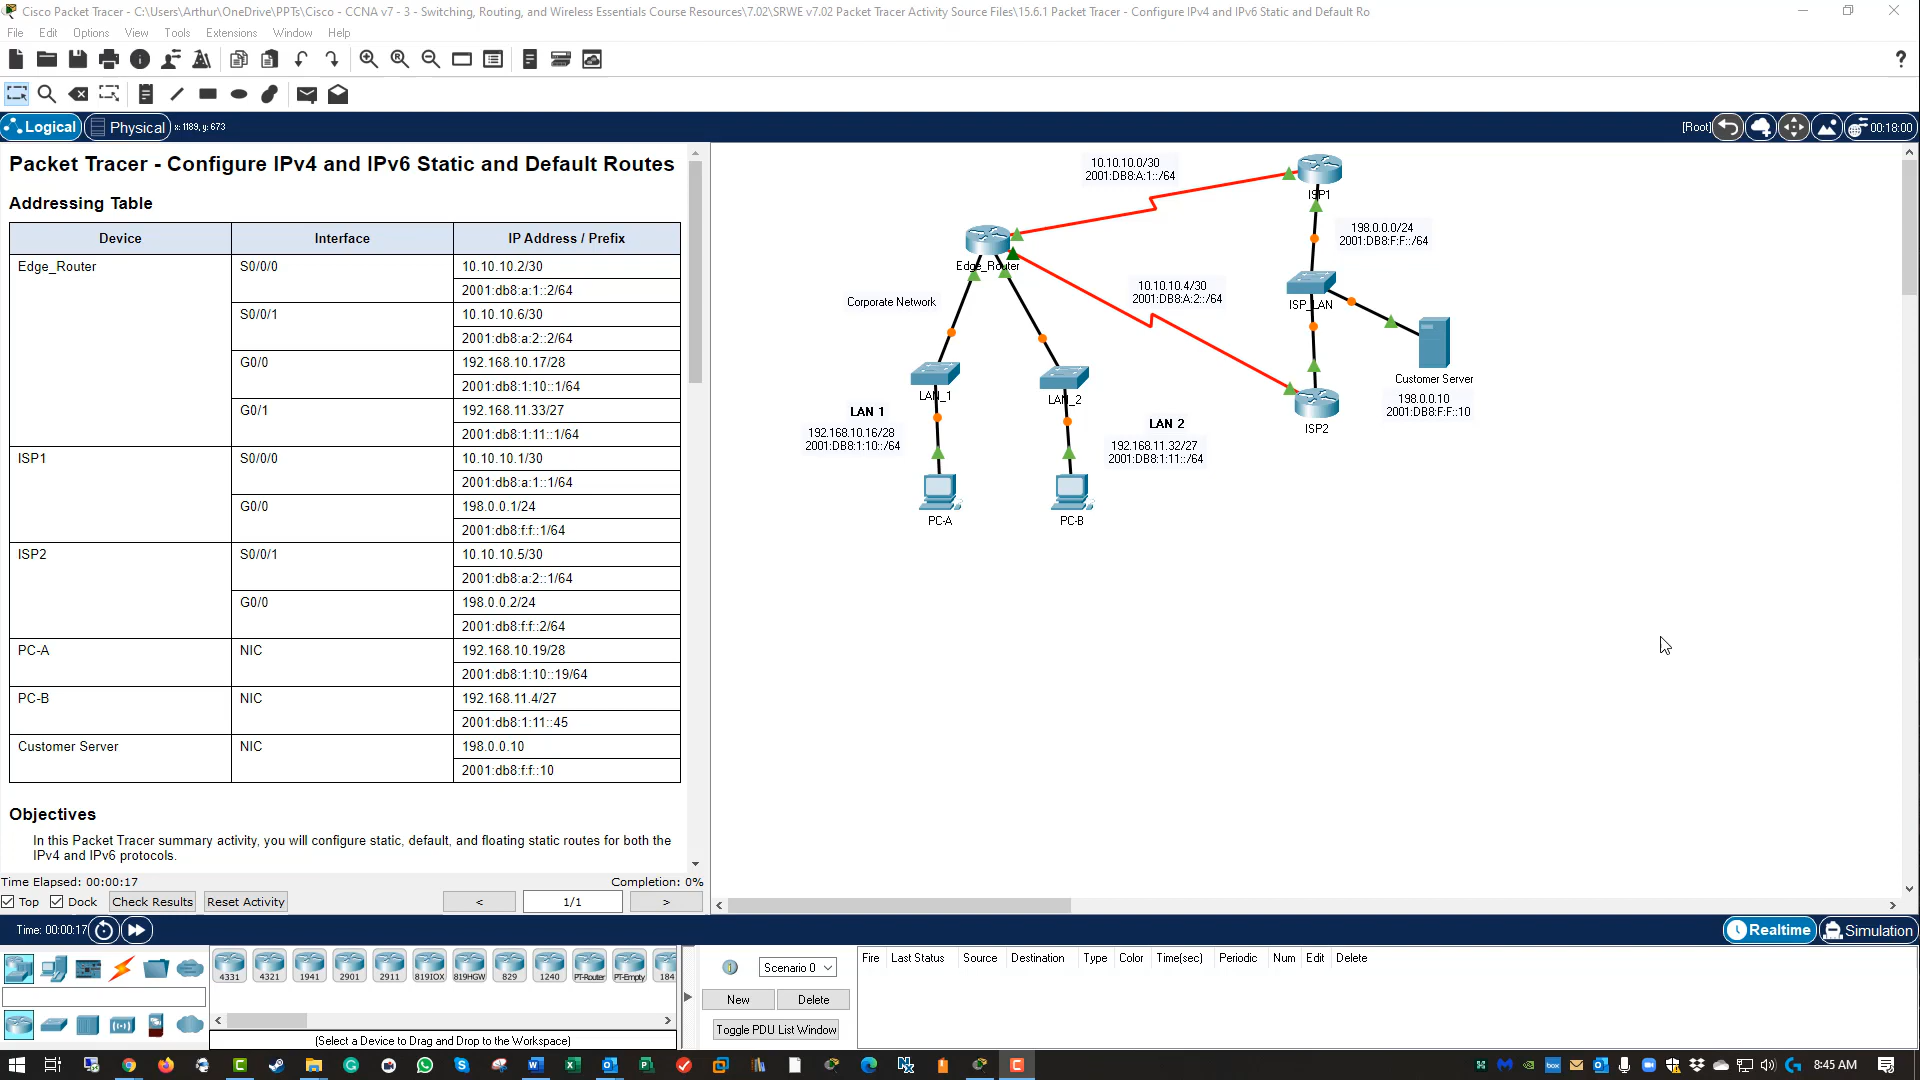 Cisco Packet Tracer - C:\Users\Arthur\OneDrive\PPTs\Cisco - CCNA v7 - 3 - Switching, Routing, and Wireless Essentials Course Resources\7.02\SRWE v7.02 Packet Tracer Activity Source Files\15.6.1 Packet Tracer - Configure IPv4 and IPv6 Static and Default Ro
File Edit Options View Tools Extensions Window Help
Logical Physical x: 1189, y: 673 [Root] 00:18:00
Packet Tracer - Configure IPv4 and IPv6 Static and Default Routes
Addressing Table
Device Interface IP Address / Prefix
Edge_Router S0/0/0 10.10.10.2/30
2001:db8:a:1::2/64
S0/0/1 10.10.10.6/30
2001:db8:a:2::2/64
G0/0 192.168.10.17/28
2001:db8:1:10::1/64
G0/1 192.168.11.33/27
2001:db8:1:11::1/64
ISP1 S0/0/0 10.10.10.1/30
2001:db8:a:1::1/64
G0/0 198.0.0.1/24
2001:db8:f:f::1/64
ISP2 S0/0/1 10.10.10.5/30
2001:db8:a:2::1/64
G0/0 198.0.0.2/24
2001:db8:f:f::2/64
PC-A NIC 192.168.10.19/28
2001:db8:1:10::19/64
PC-B NIC 192.168.11.4/27
2001:db8:1:11::45
Customer Server NIC 198.0.0.10
2001:db8:f:f::10
Objectives
In this Packet Tracer summary activity, you will configure static, default, and floating static routes for both the
IPv4 and IPv6 protocols.
Time Elapsed: 00:00:17 Completion: 0%
Top Dock Check Results Reset Activity < 1/1 >
10.10.10.0/30
2001:DB8:A:1::/64
ISP1
198.0.0.0/24
2001:DB8:F:F::/64
Edge_Router
10.10.10.4/30
2001:DB8:A:2::/64
ISP_LAN
Corporate Network
Customer Server
198.0.0.10
2001:DB8:F:F::10
LAN_1
LAN_2
LAN 1
192.168.10.16/28
2001:DB8:1:10::/64
LAN 2
192.168.11.32/27
2001:DB8:1:11::/64
ISP2
PC-A
PC-B
Time: 00:00:17 Realtime Simulation
4331 4321 1941 2901 2911 819IOX 819HGW 829 1240 PT-Router PT-Empty 184
(Select a Device to Drag and Drop to the Workspace)
Scenario 0
New Delete
Toggle PDU List Window
Fire Last Status Source Destination Type Color Time(sec) Periodic Num Edit Delete
8:45 AM